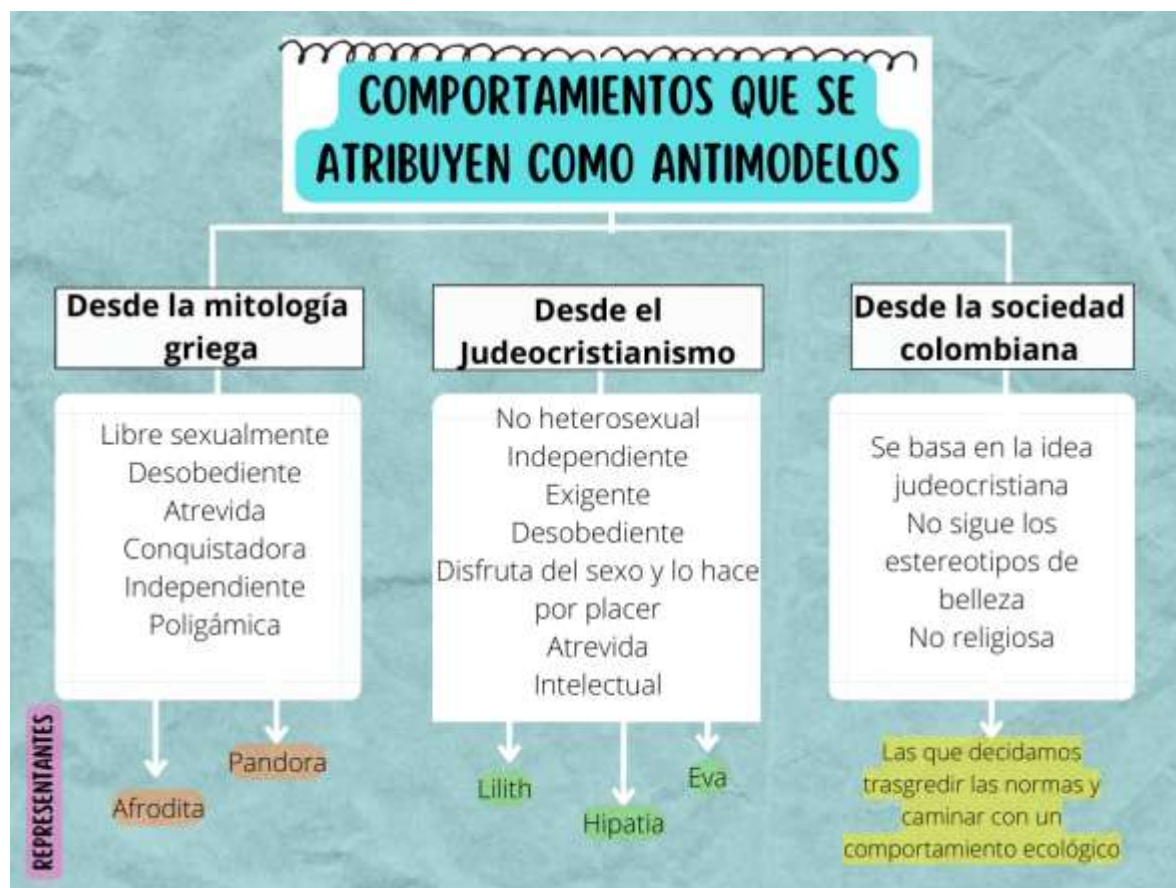 COMPORTAMIENTOS QUE SE
ATRIBUYEN COMO ANTIMODELOS
Desde la mitología
griega
Libre sexualmente
Desobediente
Atrevida
Conquistadora
Independiente
Poligámica
Afrodita
Pandora
Desde el
Judeocristianismo
No heterosexual
Independiente
Exigente
Desobediente
Disfruta del sexo y lo hace
por placer
Atrevida
Intelectual
Lilith
Hipatia
Eva
Desde la sociedad
colombiana
Se basa en la idea
judeocristiana
No sigue los
estereotipos de
belleza
No religiosa
Las que decidamos
trasgredir las normas y
caminar con un
comportamiento ecológico
REPRESENTANTES